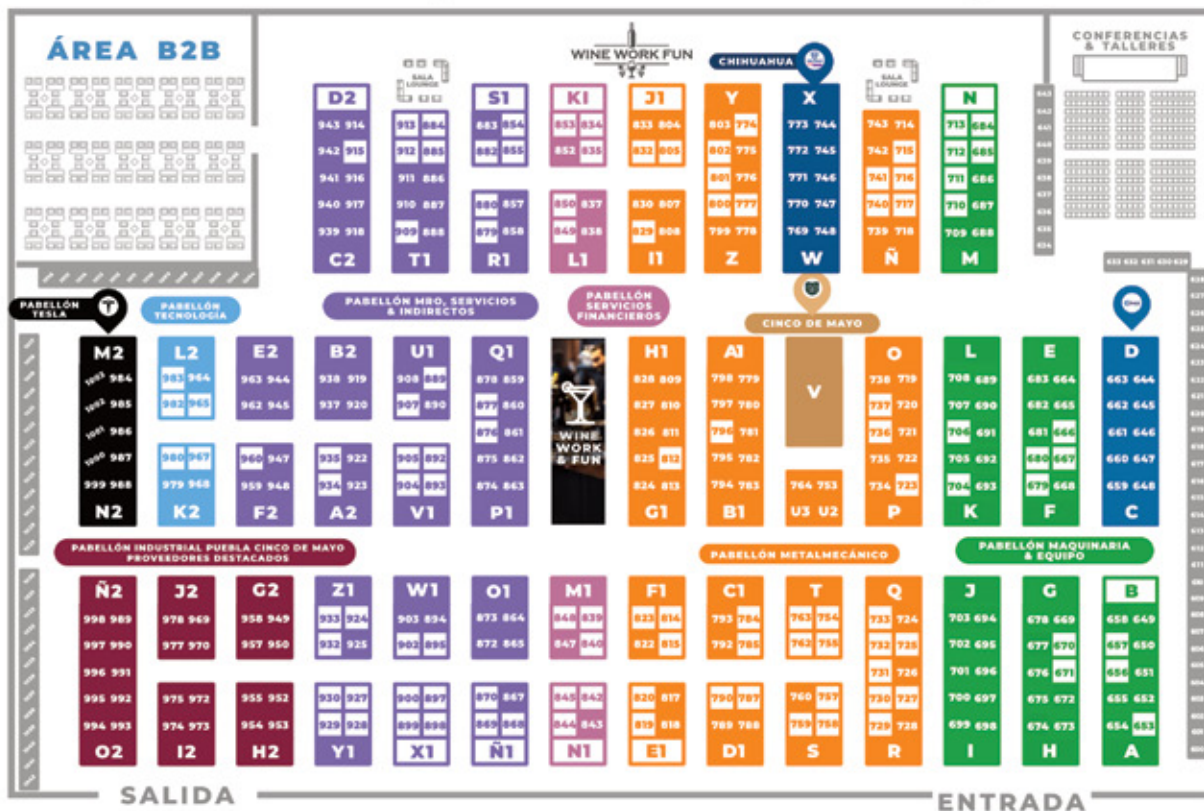 ÁREA B2B
WINE WORK FUN
CONFERENCIAS
& TALLERES
SALA
LOUNGE
CHIHUAHUA
SALA
LOUNGE
D2 S1 K1 J1 Y X N
943 914 913 884 883 854 853 834 833 804 803 774 773 744 743 714 713 684
942 915 912 885 882 855 852 835 832 805 802 775 772 745 742 715 712 685
941 916 911 886 801 776 771 746 741 716 711 686
940 917 910 887 880 857 850 837 830 807 800 777 770 747 740 717 710 687
939 918 909 888 879 858 849 838 829 808 799 778 769 748 739 718 709 688
C2 T1 R1 L1 I1 Z W Ñ M
643
642
641
640
639
638
637
636
635
634
633 632 631 630 629
PABELLÓN
TESLA
PABELLÓN
TECNOLOGÍA
PABELLÓN MRO, SERVICIOS
& INDIRECTOS
PABELLÓN
SERVICIOS
FINANCIEROS
CINCO DE MAYO
M2 L2 E2 B2 U1 Q1 H1 A1 V O L E D
1002 984 983 964 963 944 938 919 908 889 878 859 828 809 798 779 738 719 708 689 683 664 663 644
985 982 965 962 945 937 920 907 890 877 860 827 810 797 780 737 720 707 690 682 665 662 645
1001 986 876 861 826 811 796 781 736 721 706 691 681 666 661 646
1000 987 980 967 960 947 935 922 905 892 875 862 825 812 795 782 735 722 705 692 680 667 660 647
999 988 979 968 959 948 934 923 904 893 874 863 824 813 794 783 764 753 734 723 704 693 679 668 659 648
N2 K2 F2 A2 V1 P1 G1 B1 U3 U2 P K F C
WINE
WORK
& FUN
PABELLÓN INDUSTRIAL PUEBLA CINCO DE MAYO
PROVEEDORES DESTACADOS
PABELLÓN METALMECÁNICO
PABELLÓN MAQUINARIA
& EQUIPO
Ñ2 J2 G2 Z1 W1 O1 M1 F1 C1 T Q J G B
998 989 978 969 958 949 933 924 903 894 873 864 848 839 823 814 793 784 763 754 733 724 703 694 678 669 658 649
997 990 977 970 957 950 932 925 902 895 872 865 847 840 822 815 792 785 762 755 732 725 702 695 677 670 657 650
996 991 731 726 701 696 676 671 656 651
995 992 975 972 955 952 930 927 900 897 870 867 845 842 820 817 790 787 760 757 730 727 700 697 675 672 655 652
994 993 974 973 954 953 929 928 899 898 869 868 844 843 819 818 789 788 759 758 729 728 699 698 674 673 654 653
O2 I2 H2 Y1 X1 Ñ1 N1 E1 D1 S R I H A
SALIDA
ENTRADA